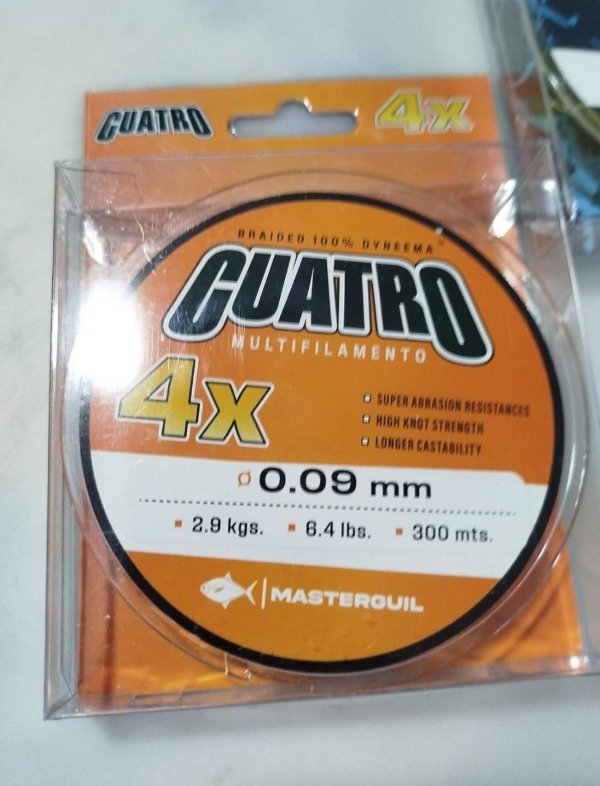 CUATRO 4x
BRAIDED 100% DYNEEMA
CUATRO
MULTIFILAMENTO
4x
SUPER ABRASION RESISTANCES
HIGH KNOT STRENGTH
LONGER CASTABILITY
Ø 0.09 mm
2.9 kgs. 6.4 lbs. 300 mts.
MASTERQUIL